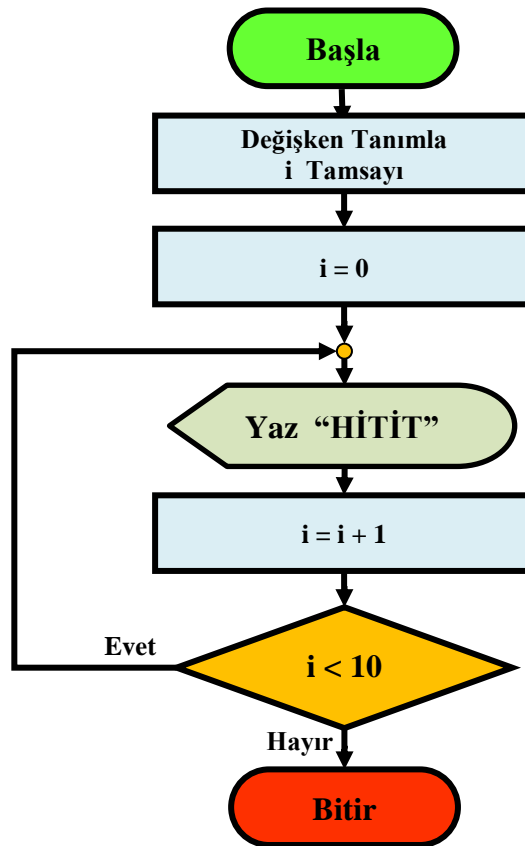 Başla
Değişken Tanımla
i Tamsayı
i = 0
Yaz “HİTİT”
i = i + 1
Evet
i < 10
Hayır
Bitir